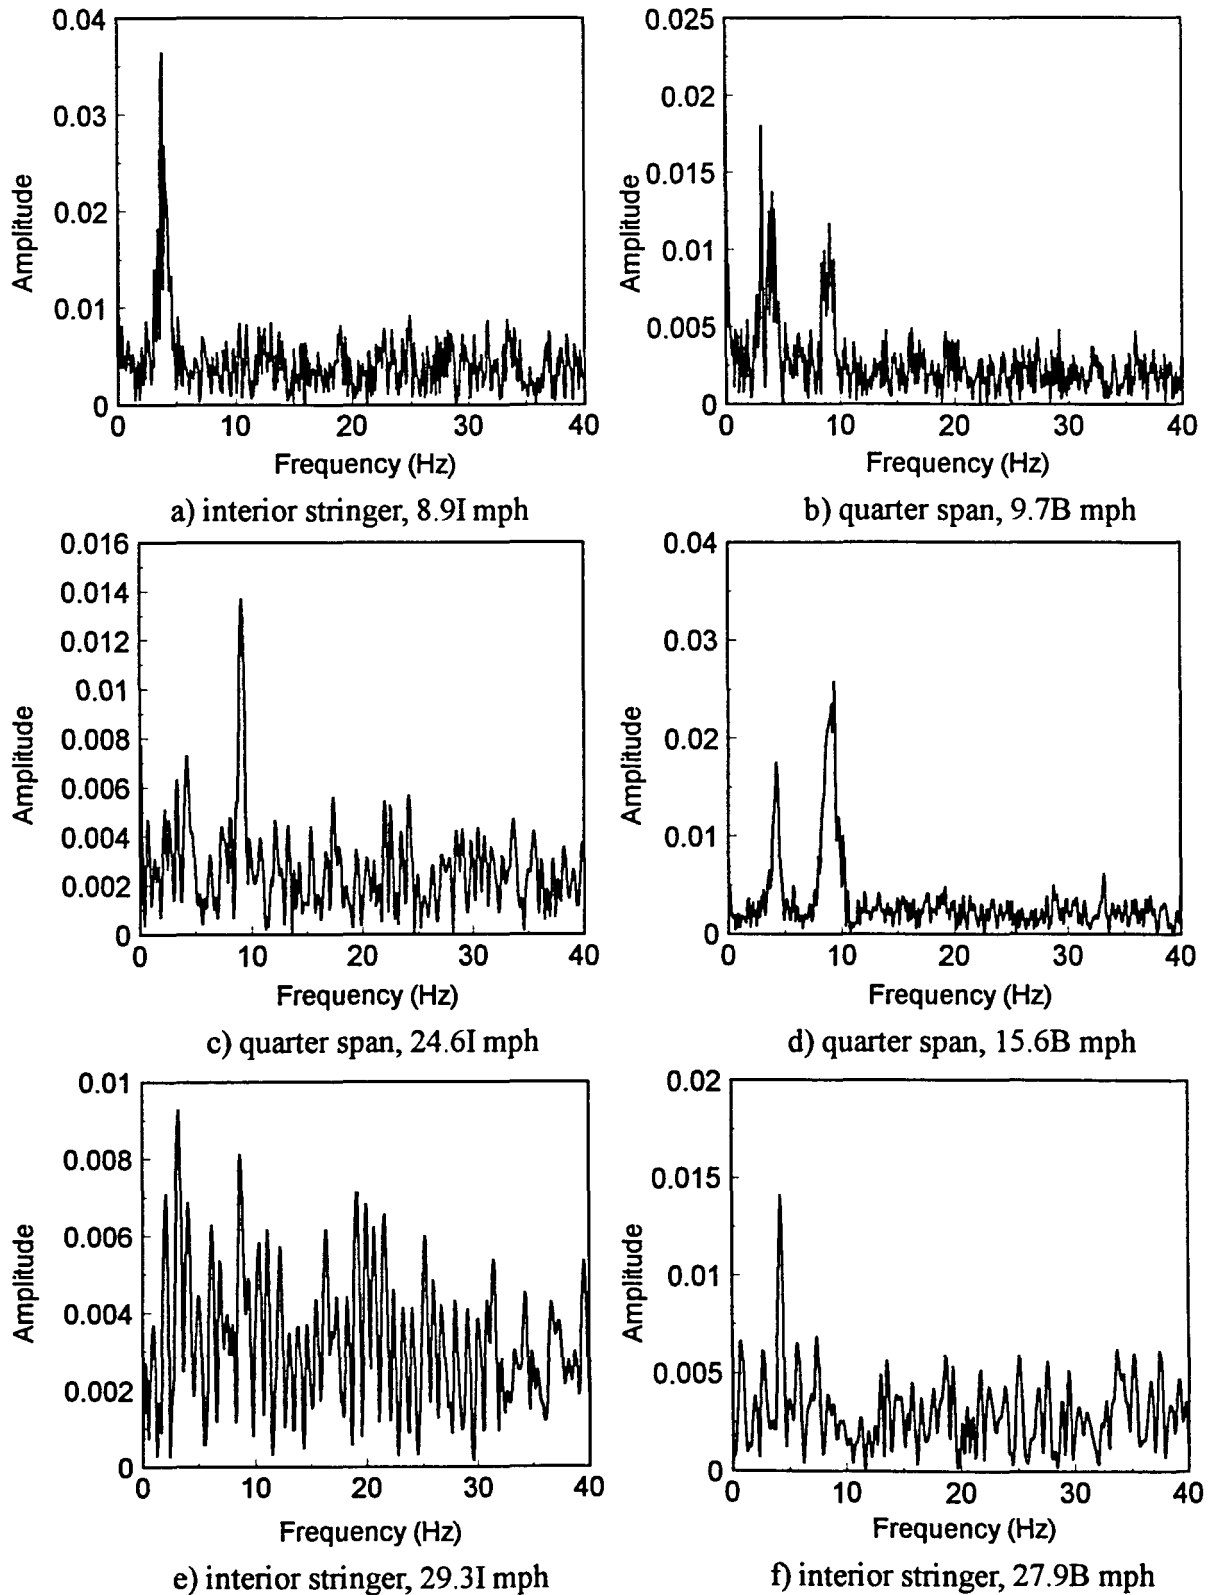 0.04
0.03
0.02
0.01
0
Amplitude
0 10 20 30 40
Frequency (Hz)
a) interior stringer, 8.9I mph
0.025
0.02
0.015
0.01
0.005
0
Amplitude
0 10 20 30 40
Frequency (Hz)
b) quarter span, 9.7B mph
0.016
0.014
0.012
0.01
0.008
0.006
0.004
0.002
0
Amplitude
0 10 20 30 40
Frequency (Hz)
c) quarter span, 24.6I mph
0.04
0.03
0.02
0.01
0
Amplitude
0 10 20 30 40
Frequency (Hz)
d) quarter span, 15.6B mph
0.01
0.008
0.006
0.004
0.002
0
Amplitude
0 10 20 30 40
Frequency (Hz)
e) interior stringer, 29.3I mph
0.02
0.015
0.01
0.005
0
Amplitude
0 10 20 30 40
Frequency (Hz)
f) interior stringer, 27.9B mph